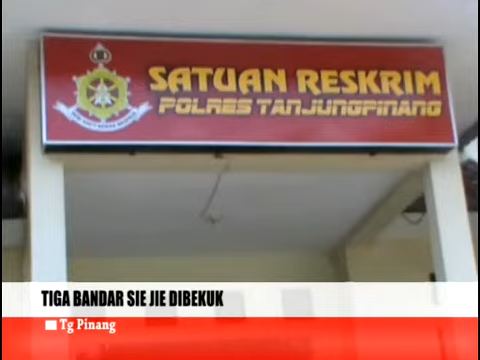 SATUAN RESKRIM
POLRES TANJUNGPINANG
TIGA BANDAR SIE JIE DIBEKUK
Tg Pinang